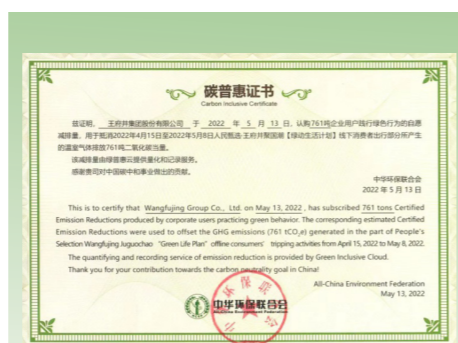 碳普惠证书
Carbon Inclusive Certificate
兹证明， 王府井集团股份有限公司 于 2022 年 5 月 13 日，认购761吨企业用户践行绿色行为的自愿
减排量，用于抵消2022年4月15日至2022年5月8日人民甄选·王府井聚国潮【绿动生活计划】线下消费者出行部分所产生
的温室气体排放761吨二氧化碳当量。
该减排量由绿普惠云提供量化和记录服务。
感谢贵司对中国碳中和事业做出的贡献。
中华环保联合会
2022 年 5 月 13 日
This is to certify that Wangfujing Group Co., Ltd. on May 13, 2022 , has subscribed 761 tons Certified
Emission Reductions produced by corporate users practicing green behavior. The corresponding estimated Certified
Emission Reductions were used to offset the GHG emissions (761 tCO₂e) generated in the part of People's
Selection Wangfujing Juguochao “Green Life Plan” offline consumers' tripping activities from April 15, 2022 to May 8, 2022.
The quantifying and recording service of emission reduction is provided by Green Inclusive Cloud.
Thank you for your contribution towards the carbon neutrality goal in China!
All-China Environment Federation
May 13, 2022
中华环保联合会
All-China Environment Federation